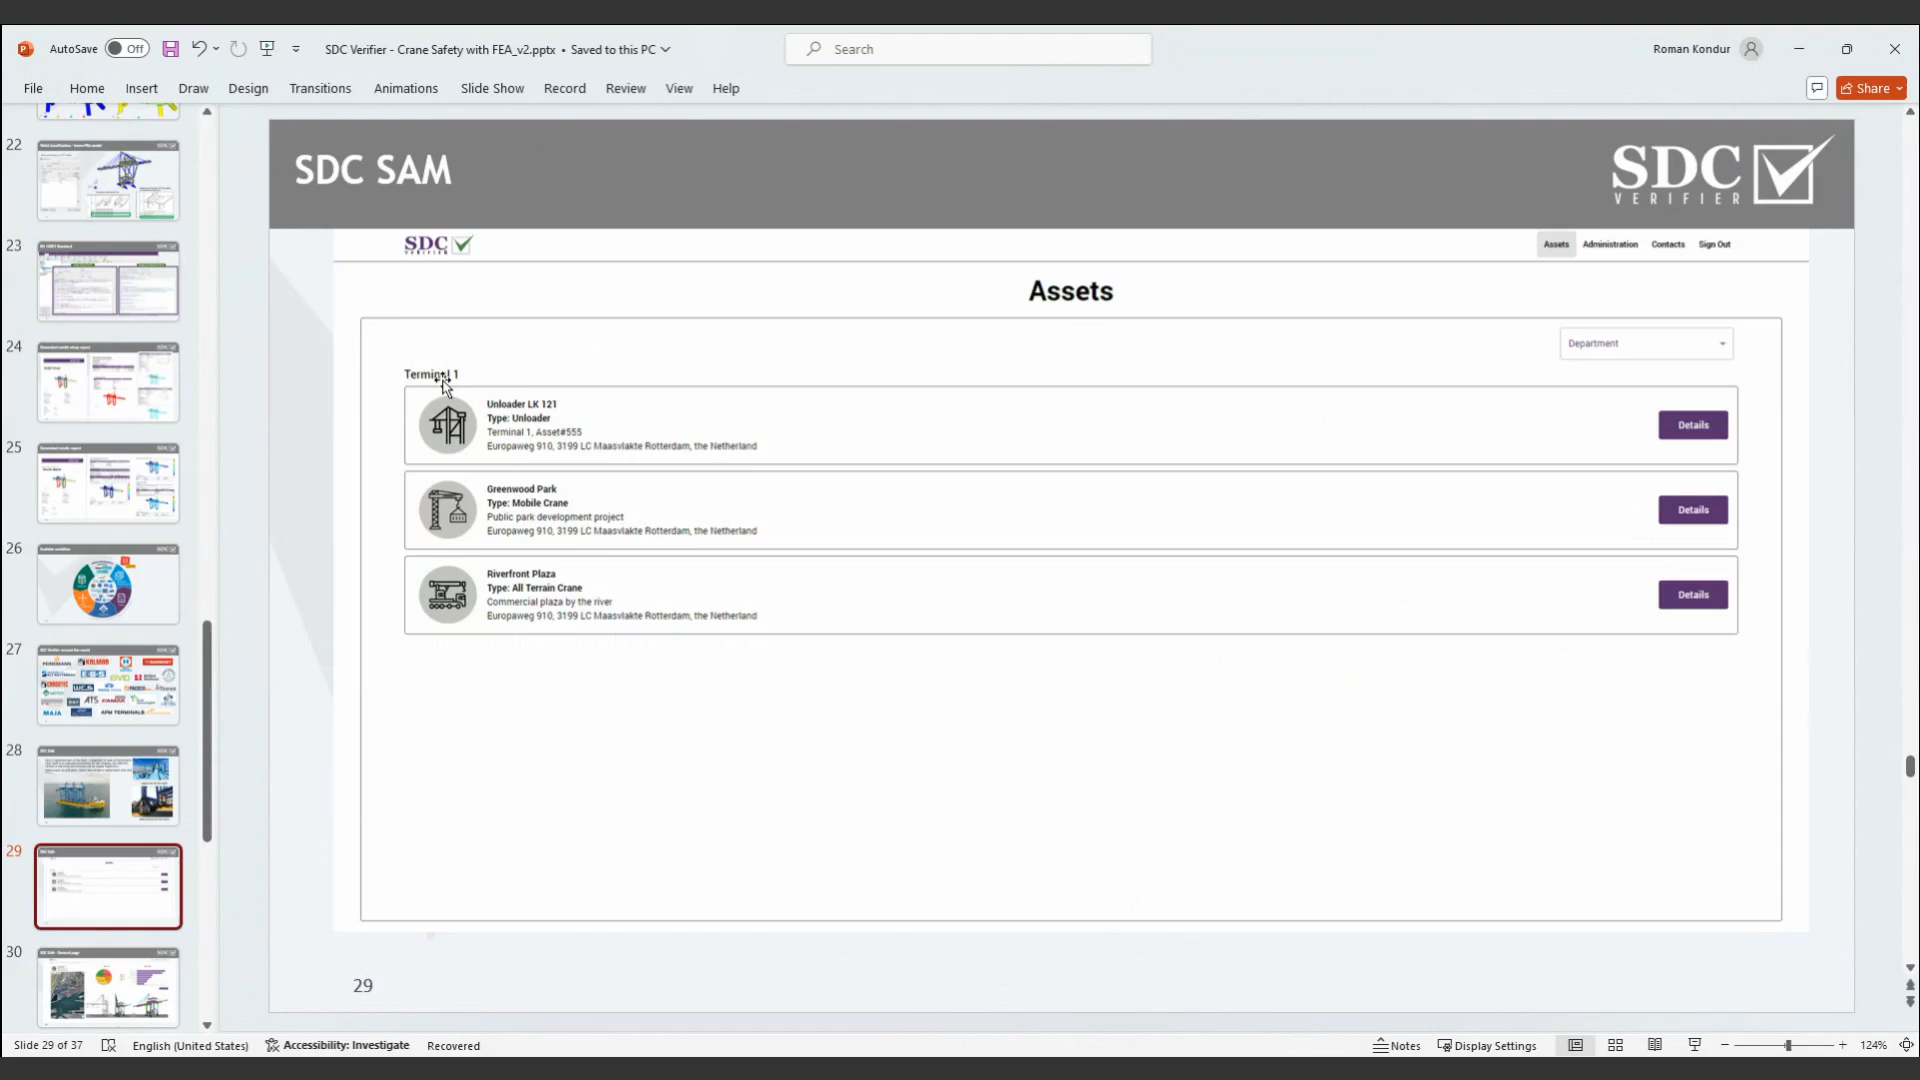 AutoSave Off SDC Verifier - Crane Safety with FEA_v2.pptx • Saved to this PC Search Roman Kondur
File Home Insert Draw Design Transitions Animations Slide Show Record Review View Help Share
22
23
24
25
26
27
28
29
30
SDC SAM
SDC
VERIFIER
SDC
VERIFIER
Assets Administration Contacts Sign Out
Assets
Department
Terminal 1
Unloader LK 121
Type: Unloader
Terminal 1, Asset#555
Europaweg 910, 3199 LC Maasvlakte Rotterdam, the Netherland
Details
Greenwood Park
Type: Mobile Crane
Public park development project
Europaweg 910, 3199 LC Maasvlakte Rotterdam, the Netherland
Details
Riverfront Plaza
Type: All Terrain Crane
Commercial plaza by the river
Europaweg 910, 3199 LC Maasvlakte Rotterdam, the Netherland
Details
29
Slide 29 of 37 English (United States) Accessibility: Investigate Recovered Notes Display Settings 124%